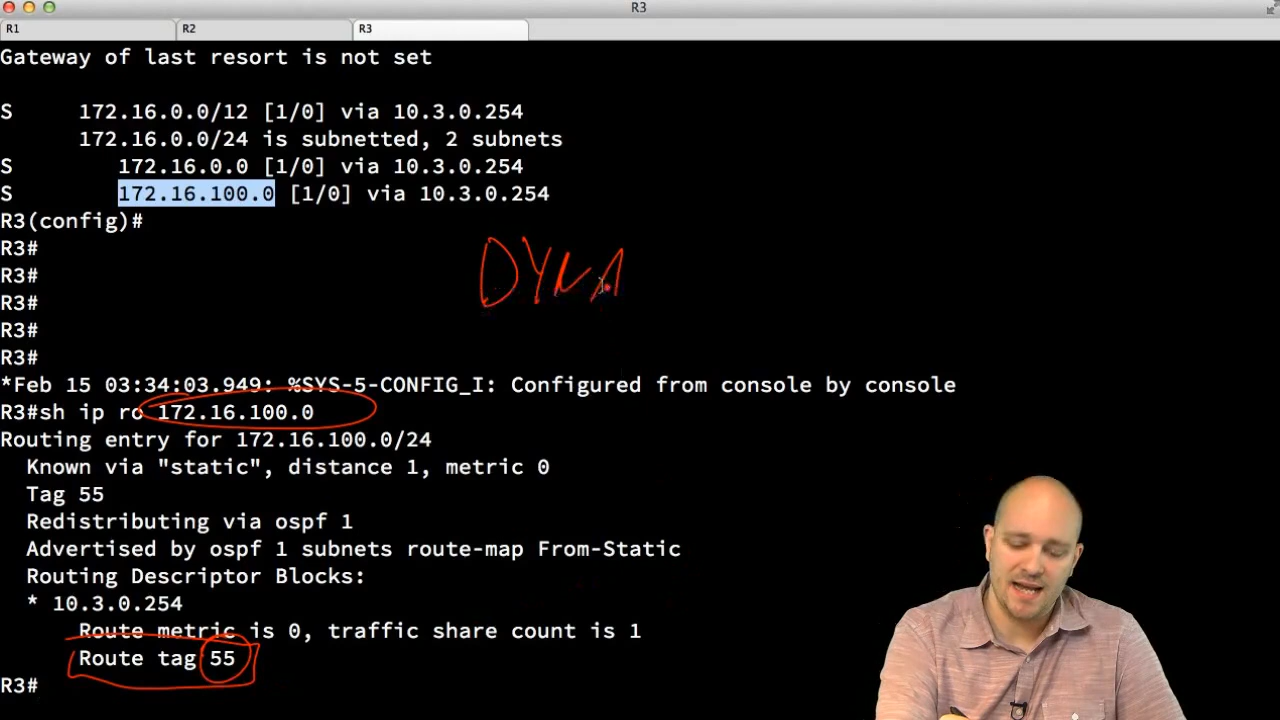 R3
R1 R2 R3
Gateway of last resort is not set
S 172.16.0.0/12 [1/0] via 10.3.0.254
172.16.0.0/24 is subnetted, 2 subnets
S 172.16.0.0 [1/0] via 10.3.0.254
S 172.16.100.0 [1/0] via 10.3.0.254
R3(config)#
R3#
R3#
DYNA
R3#
R3#
R3#
*Feb 15 03:34:03.949: %SYS-5-CONFIG_I: Configured from console by console
R3#sh ip ro 172.16.100.0
Routing entry for 172.16.100.0/24
Known via "static", distance 1, metric 0
Tag 55
Redistributing via ospf 1
Advertised by ospf 1 subnets route-map From-Static
Routing Descriptor Blocks:
* 10.3.0.254
Route metric is 0, traffic share count is 1
Route tag 55
R3#